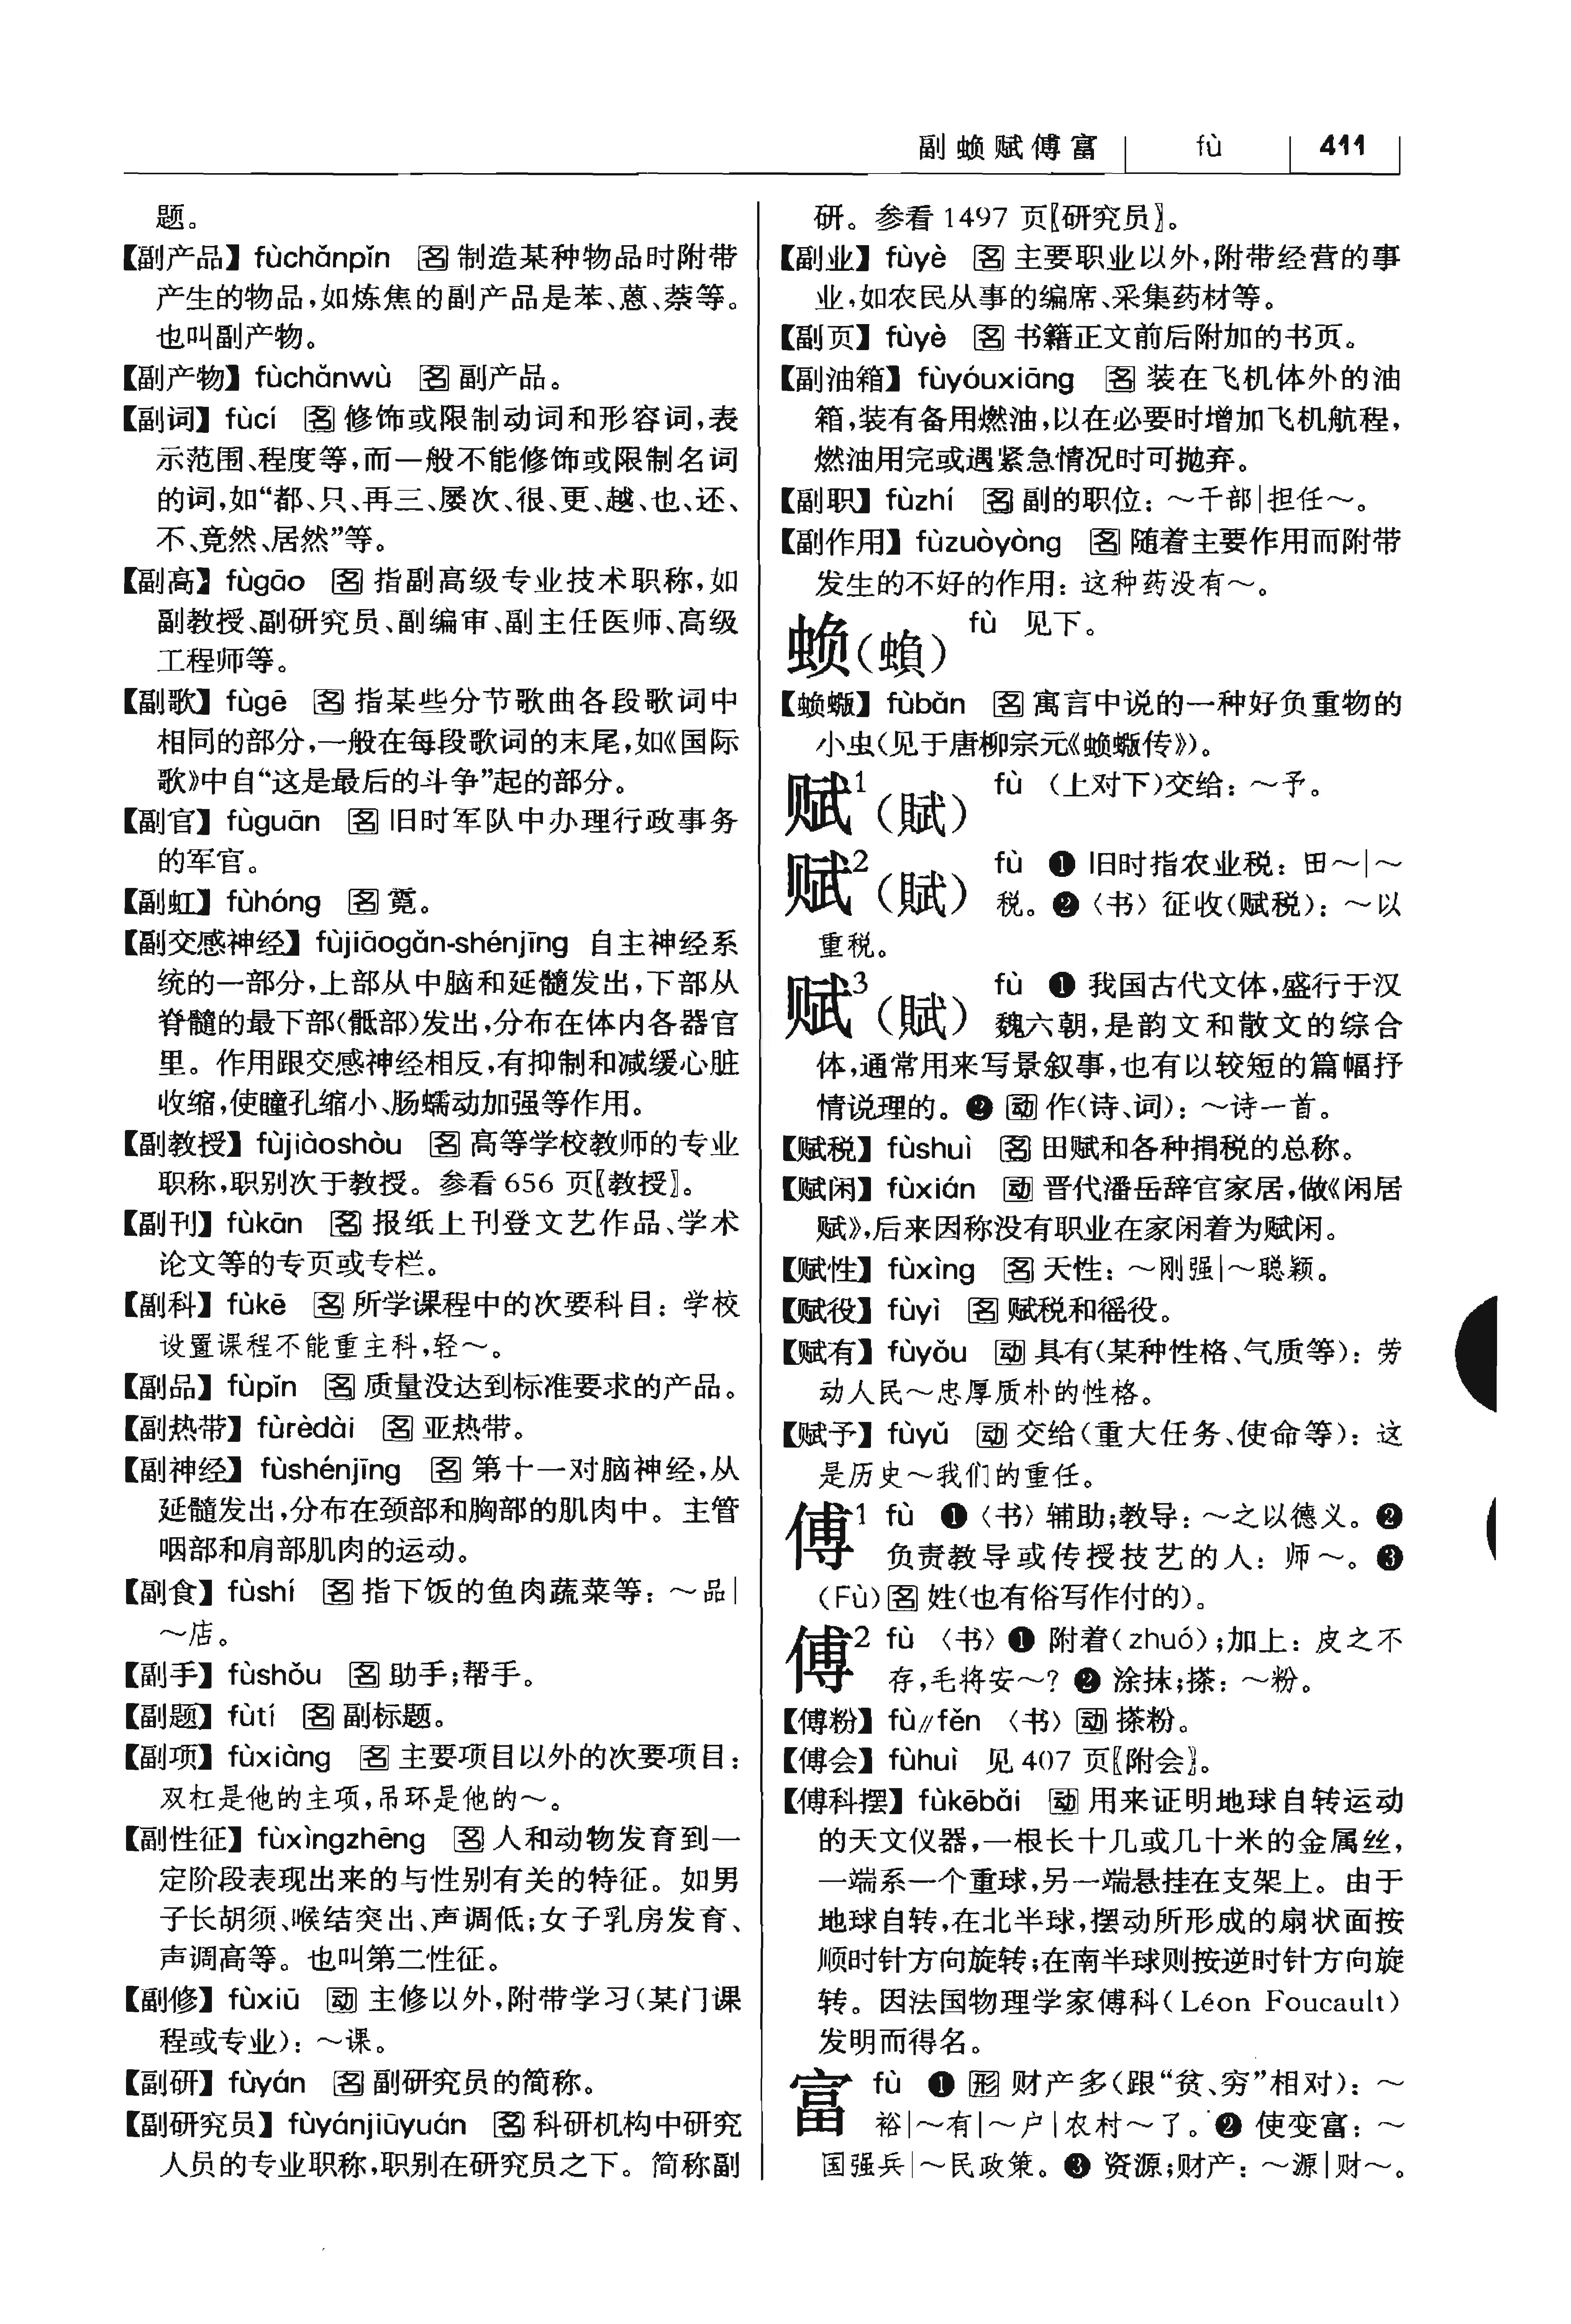 副 蝜 赋 傅 富 fù 411
题。
【副产品】 fùchǎnpǐn 名 制造某种物品时附带
产生的物品,如炼焦的副产品是苯、蒽、萘等。
也叫副产物。
【副产物】 fùchǎnwù 名 副产品。
【副词】 fùcí 名 修饰或限制动词和形容词,表
示范围、程度等,而一般不能修饰或限制名词
的词,如“都、只、再三、屡次、很、更、越、也、还、
不、竟然、居然”等。
【副高】 fùgāo 名 指副高级专业技术职称,如
副教授、副研究员、副编审、副主任医师、高级
工程师等。
【副歌】 fùgē 名 指某些分节歌曲各段歌词中
相同的部分,一般在每段歌词的末尾,如《国际
歌》中自“这是最后的斗争”起的部分。
【副官】 fùguān 名 旧时军队中办理行政事务
的军官。
【副虹】 fùhóng 名 霓。
【副交感神经】 fùjiāogǎn-shénjīng 自主神经系
统的一部分,上部从中脑和延髓发出,下部从
脊髓的最下部(骶部)发出,分布在体内各器官
里。作用跟交感神经相反,有抑制和减缓心脏
收缩,使瞳孔缩小、肠蠕动加强等作用。
【副教授】 fùjiàoshòu 名 高等学校教师的专业
职称,职别次于教授。参看 656 页〖教授〗。
【副刊】 fùkān 名 报纸上刊登文艺作品、学术
论文等的专页或专栏。
【副科】 fùkē 名 所学课程中的次要科目：学校
设置课程不能重主科,轻～。
【副品】 fùpǐn 名 质量没达到标准要求的产品。
【副热带】 fùrèdài 名 亚热带。
【副神经】 fùshénjīng 名 第十一对脑神经,从
延髓发出,分布在颈部和胸部的肌肉中。主管
咽部和肩部肌肉的运动。
【副食】 fùshí 名 指下饭的鱼肉蔬菜等：～品|
～店。
【副手】 fùshǒu 名 助手;帮手。
【副题】 fùtí 名 副标题。
【副项】 fùxiàng 名 主要项目以外的次要项目：
双杠是他的主项,吊环是他的～。
【副性征】 fùxìngzhēng 名 人和动物发育到一
定阶段表现出来的与性别有关的特征。如男
子长胡须、喉结突出、声调低;女子乳房发育、
声调高等。也叫第二性征。
【副修】 fùxiū 动 主修以外,附带学习(某门课
程或专业)：～课。
【副研】 fùyán 名 副研究员的简称。
【副研究员】 fùyánjiūyuán 名 科研机构中研究
人员的专业职称,职别在研究员之下。简称副
研。参看 1497 页〖研究员〗。
【副业】 fùyè 名 主要职业以外,附带经营的事
业,如农民从事的编席、采集药材等。
【副页】 fùyè 名 书籍正文前后附加的书页。
【副油箱】 fùyóuxiāng 名 装在飞机体外的油
箱,装有备用燃油,以在必要时增加飞机航程,
燃油用完或遇紧急情况时可抛弃。
【副职】 fùzhí 名 副的职位：～干部|担任～。
【副作用】 fùzuòyòng 名 随着主要作用而附带
发生的不好的作用：这种药没有～。
蝜(蝜) fù 见下。
【蝜蝂】 fùbǎn 名 寓言中说的一种好负重物的
小虫(见于唐柳宗元《蝜蝂传》)。
赋1(賦) fù (上对下)交给：～予。
赋2(賦) fù ❶ 旧时指农业税：田～|～
税。❷〈书〉征收(赋税)：～以
重税。
赋3(賦) fù ❶ 我国古代文体,盛行于汉
魏六朝,是韵文和散文的综合
体,通常用来写景叙事,也有以较短的篇幅抒
情说理的。❷ 动 作(诗、词)：～诗一首。
【赋税】 fùshuì 名 田赋和各种捐税的总称。
【赋闲】 fùxián 动 晋代潘岳辞官家居,做《闲居
赋》,后来因称没有职业在家闲着为赋闲。
【赋性】 fùxìng 名 天性：～刚强|～聪颖。
【赋役】 fùyì 名 赋税和徭役。
【赋有】 fùyǒu 动 具有(某种性格、气质等)：劳
动人民～忠厚质朴的性格。
【赋予】 fùyǔ 动 交给(重大任务、使命等)：这
是历史～我们的重任。
傅1 fù ❶〈书〉辅助;教导：～之以德义。❷
负责教导或传授技艺的人：师～。❸
(Fù) 名 姓(也有俗写作付的)。
傅2 fù 〈书〉❶ 附着(zhuó);加上：皮之不
存,毛将安～? ❷ 涂抹;搽：～粉。
【傅粉】 fù∥fěn 〈书〉动 搽粉。
【傅会】 fùhuì 见 407 页〖附会〗。
【傅科摆】 fùkēbǎi 动 用来证明地球自转运动
的天文仪器,一根长十几或几十米的金属丝,
一端系一个重球,另一端悬挂在支架上。由于
地球自转,在北半球,摆动所形成的扇状面按
顺时针方向旋转;在南半球则按逆时针方向旋
转。因法国物理学家傅科(Léon Foucault)
发明而得名。
富 fù ❶ 形 财产多(跟“贫、穷”相对)：～
裕|～有|～户|农村～了。❷ 使变富：～
国强兵|～民政策。❸ 资源;财产：～源|财～。